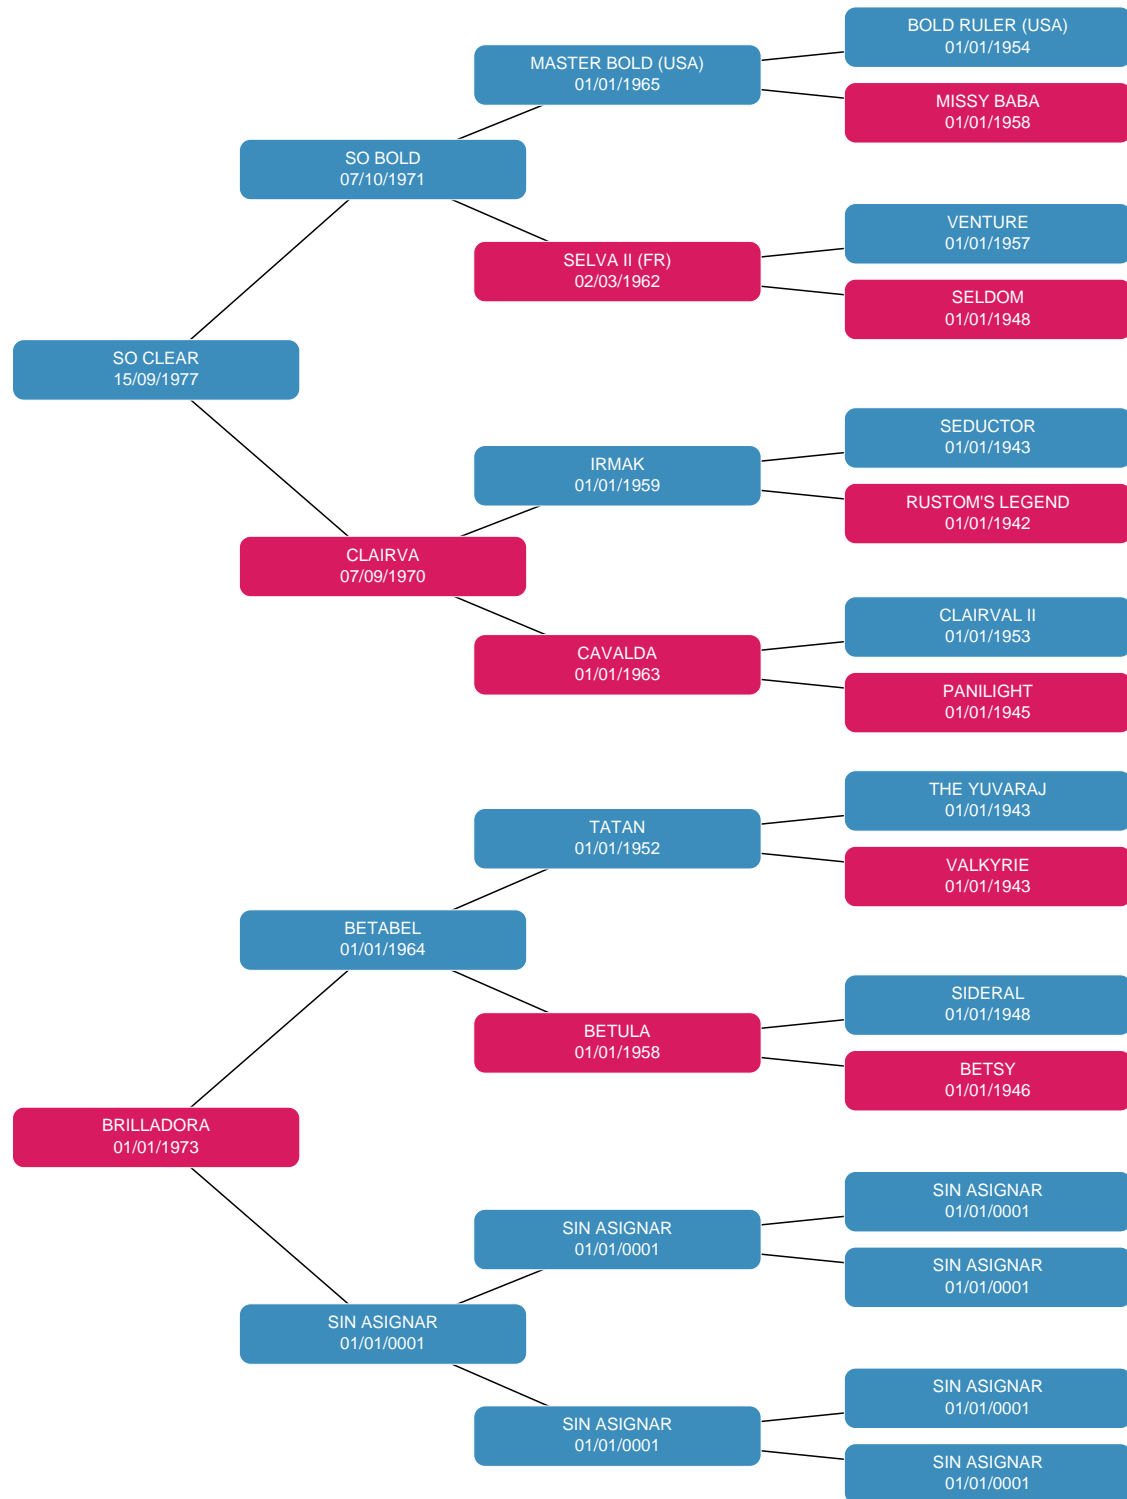 BOLD RULER (USA)
01/01/1954
MASTER BOLD (USA)
01/01/1965
MISSY BABA
01/01/1958
SO BOLD
07/10/1971
VENTURE
01/01/1957
SELVA II (FR)
02/03/1962
SELDOM
01/01/1948
SO CLEAR
15/09/1977
SEDUCTOR
01/01/1943
IRMAK
01/01/1959
RUSTOM'S LEGEND
01/01/1942
CLAIRVA
07/09/1970
CLAIRVAL II
01/01/1953
CAVALDA
01/01/1963
PANILIGHT
01/01/1945
THE YUVARAJ
01/01/1943
TATAN
01/01/1952
VALKYRIE
01/01/1943
BETABEL
01/01/1964
SIDERAL
01/01/1948
BETULA
01/01/1958
BETSY
01/01/1946
BRILLADORA
01/01/1973
SIN ASIGNAR
01/01/0001
SIN ASIGNAR
01/01/0001
SIN ASIGNAR
01/01/0001
SIN ASIGNAR
01/01/0001
SIN ASIGNAR
01/01/0001
SIN ASIGNAR
01/01/0001
SIN ASIGNAR
01/01/0001